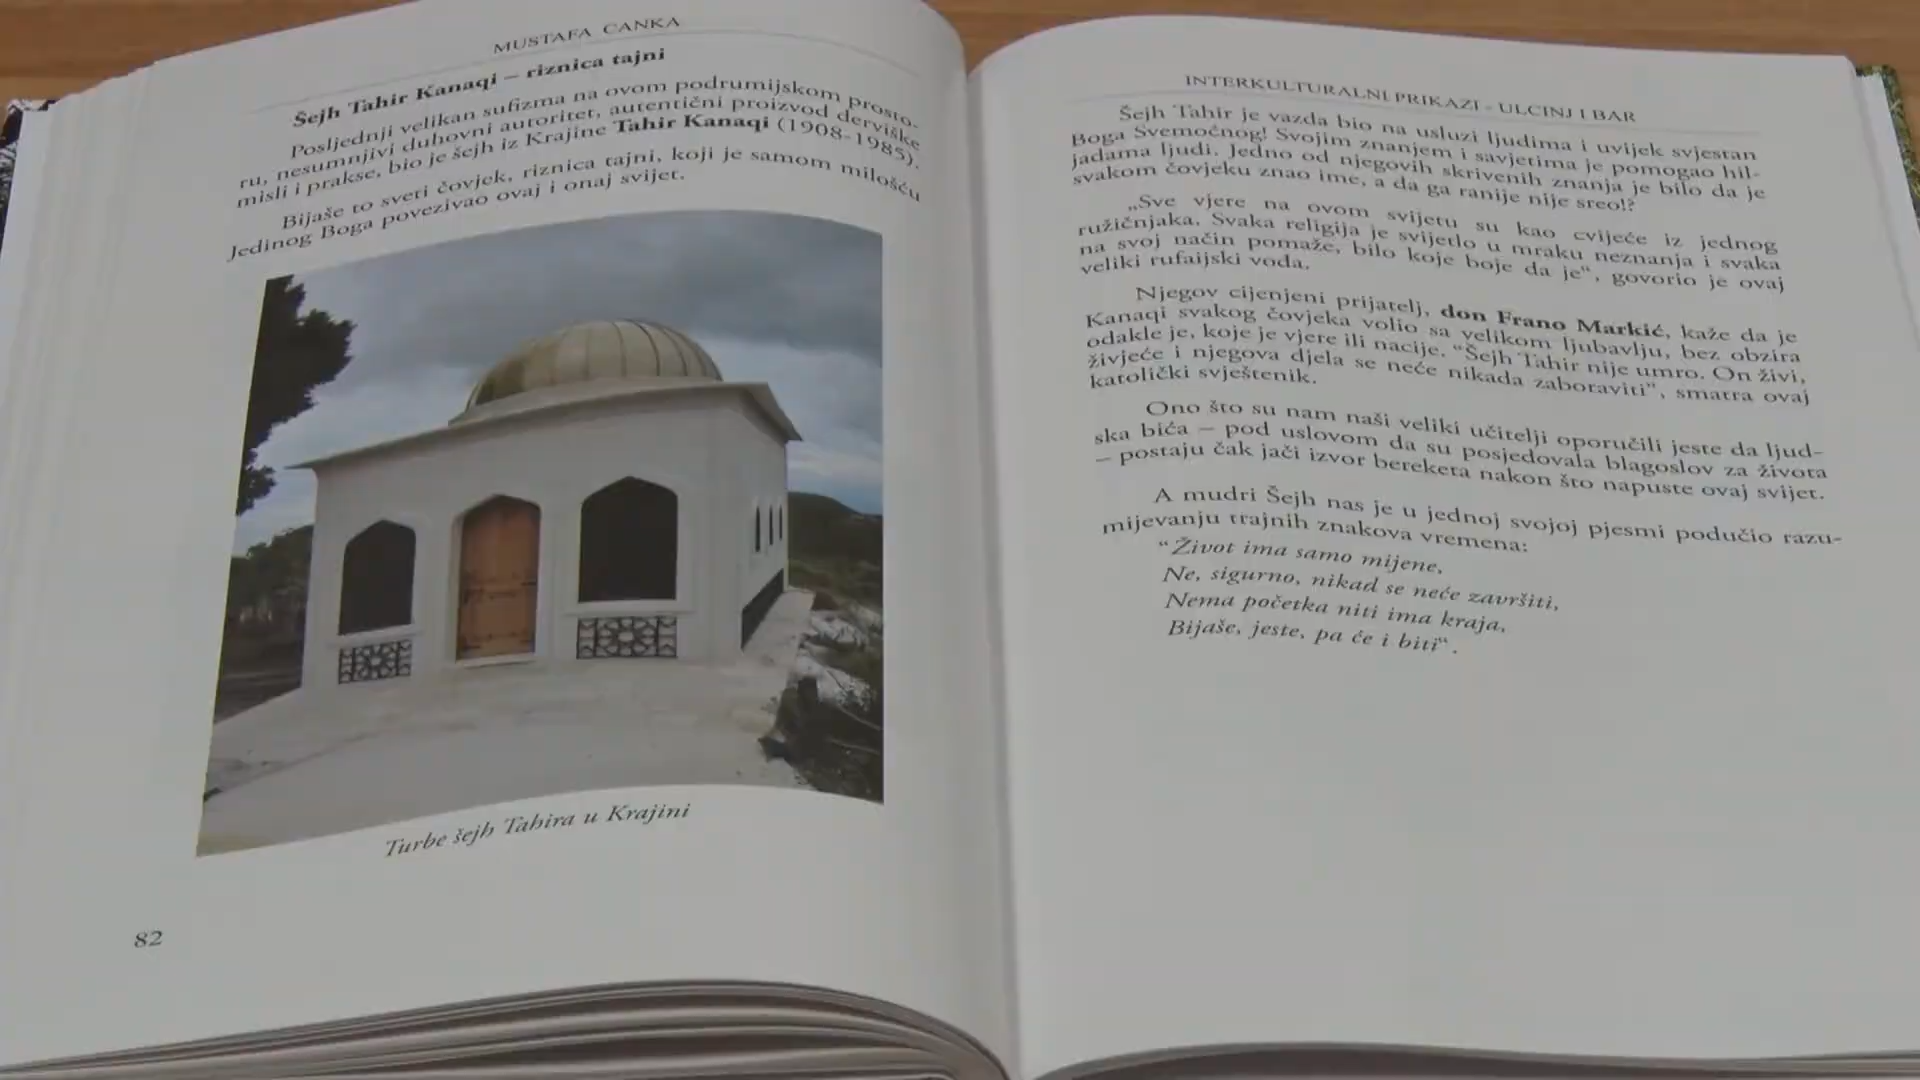 MUSTAFA CANKA
Šejh Tahir Kanaqi – riznica tajni
Posljednji velikan sufizma na ovom podrumijskom prosto-
ru, nesumnjivi duhovni autoritet, autentični proizvod derviške
misli i prakse, bio je šejh iz Krajine Tahir Kanaqi (1908-1985).
Bijaše to sveti čovjek, riznica tajni, koji je samom milošću
Jedinog Boga povezivao ovaj i onaj svijet.
Turbe šejh Tahira u Krajini
82
INTERKULTURALNI PRIKAZI - ULCINJ I BAR
Šejh Tahir je vazda bio na usluzi ljudima i uvijek svjestan
Boga Svemoćnog! Svojim znanjem i savjetima je pomogao hil-
jadama ljudi. Jedno od njegovih skrivenih znanja je bilo da je
svakom čovjeku znao ime, a da ga ranije nije sreo!?
„Sve vjere na ovom svijetu su kao cvijeće iz jednog
ružičnjaka. Svaka religija je svijetlo u mraku neznanja i svaka
na svoj način pomaže, bilo koje boje da je“, govorio je ovaj
veliki rufaijski vođa.
Njegov cijenjeni prijatelj, don Frano Markić, kaže da je
Kanaqi svakog čovjeka volio sa velikom ljubavlju, bez obzira
odakle je, koje je vjere ili nacije. “Šejh Tahir nije umro. On živi,
živjeće i njegova djela se neće nikada zaboraviti”, smatra ovaj
katolički svještenik.
Ono što su nam naši veliki učitelji oporučili jeste da ljud-
ska bića – pod uslovom da su posjedovala blagoslov za života
– postaju čak jači izvor bereketa nakon što napuste ovaj svijet.
A mudri Šejh nas je u jednoj svojoj pjesmi podučio razu-
mijevanju trajnih znakova vremena:
“Život ima samo mijene,
Ne, sigurno, nikad se neće završiti,
Nema početka niti ima kraja,
Bijaše, jeste, pa će i biti“.